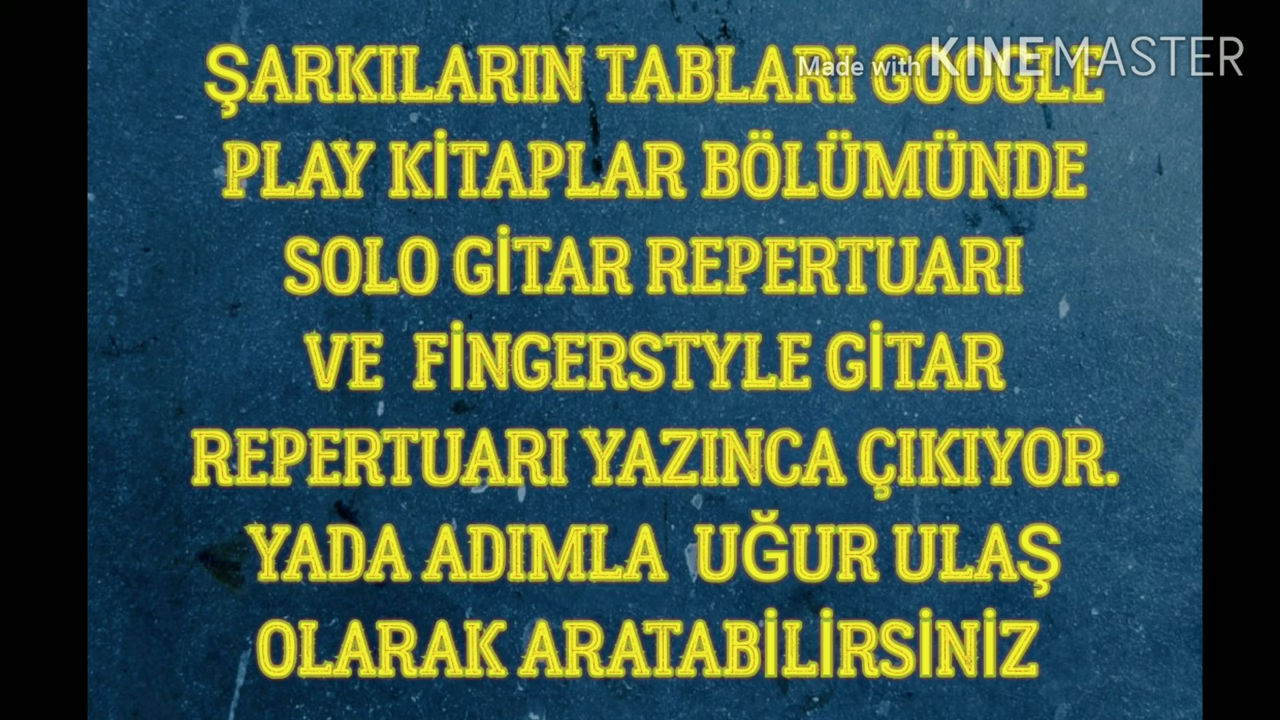 Made with KINEMASTER
ŞARKILARIN TABLARI GOOGLE
PLAY KİTAPLAR BÖLÜMÜNDE
SOLO GİTAR REPERTUARI
VE FİNGERSTYLE GİTAR
REPERTUARI YAZINCA ÇIKIYOR.
YADA ADIMLA UĞUR ULAŞ
OLARAK ARATABİLİRSİNİZ